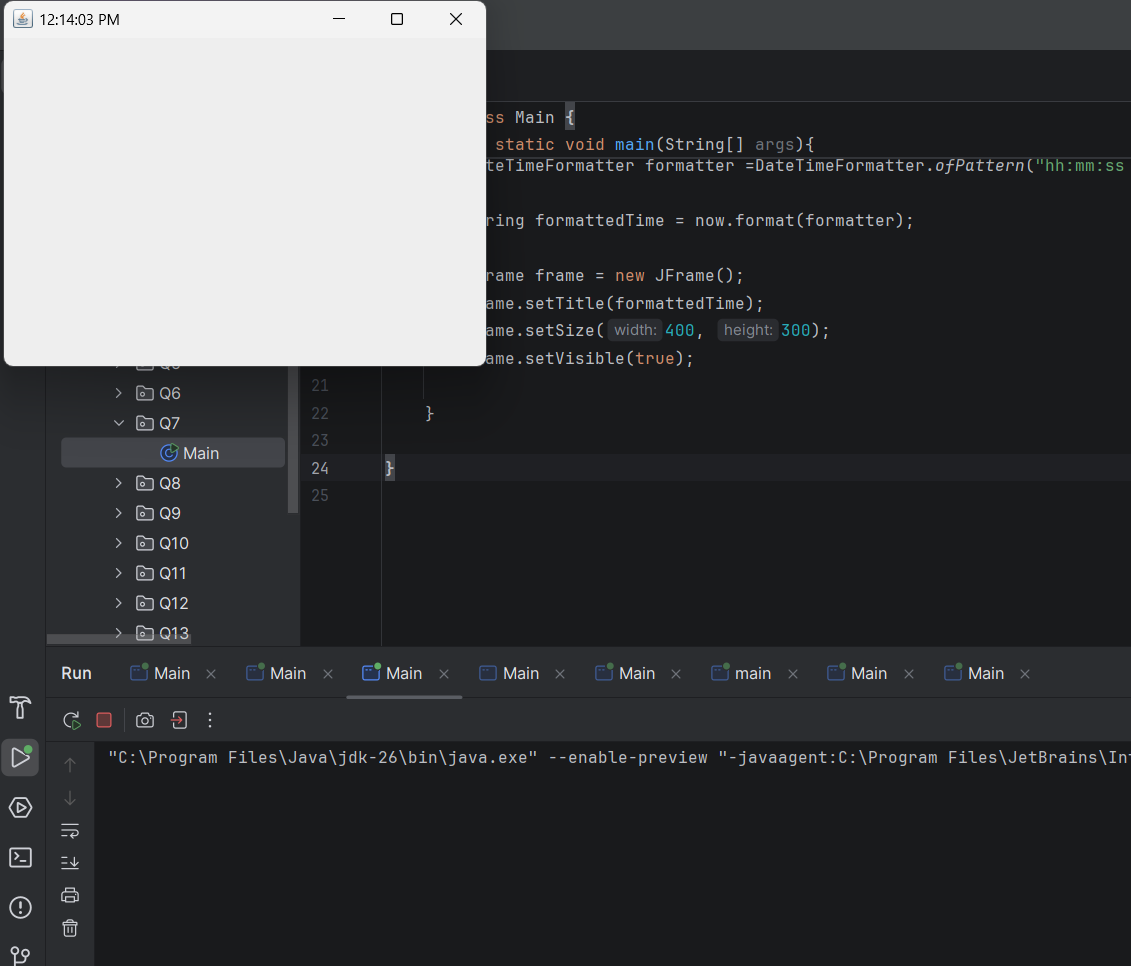 12:14:03 PM
ss Main {
static void main(String[] args){
teTimeFormatter formatter =DateTimeFormatter.ofPattern("hh:mm:ss
ring formattedTime = now.format(formatter);
rame frame = new JFrame();
ame.setTitle(formattedTime);
ame.setSize( width: 400, height: 300);
ame.setVisible(true);
21
22 }
23
24 }
25
Q6
Q7
Main
Q8
Q9
Q10
Q11
Q12
Q13
Run Main Main Main Main Main main Main Main
"C:\Program Files\Java\jdk-26\bin\java.exe" --enable-preview "-javaagent:C:\Program Files\JetBrains\Int